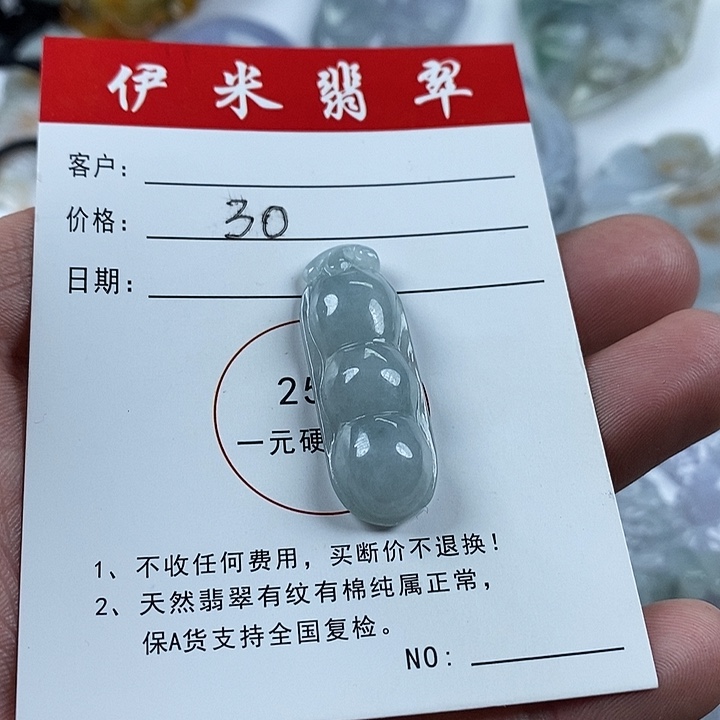 伊米翡翠
客户:
价格: 30
日期:
25
一元硬
1、不收任何费用，买断价不退换！
2、天然翡翠有纹有棉纯属正常，
保A货支持全国复检。
NO: